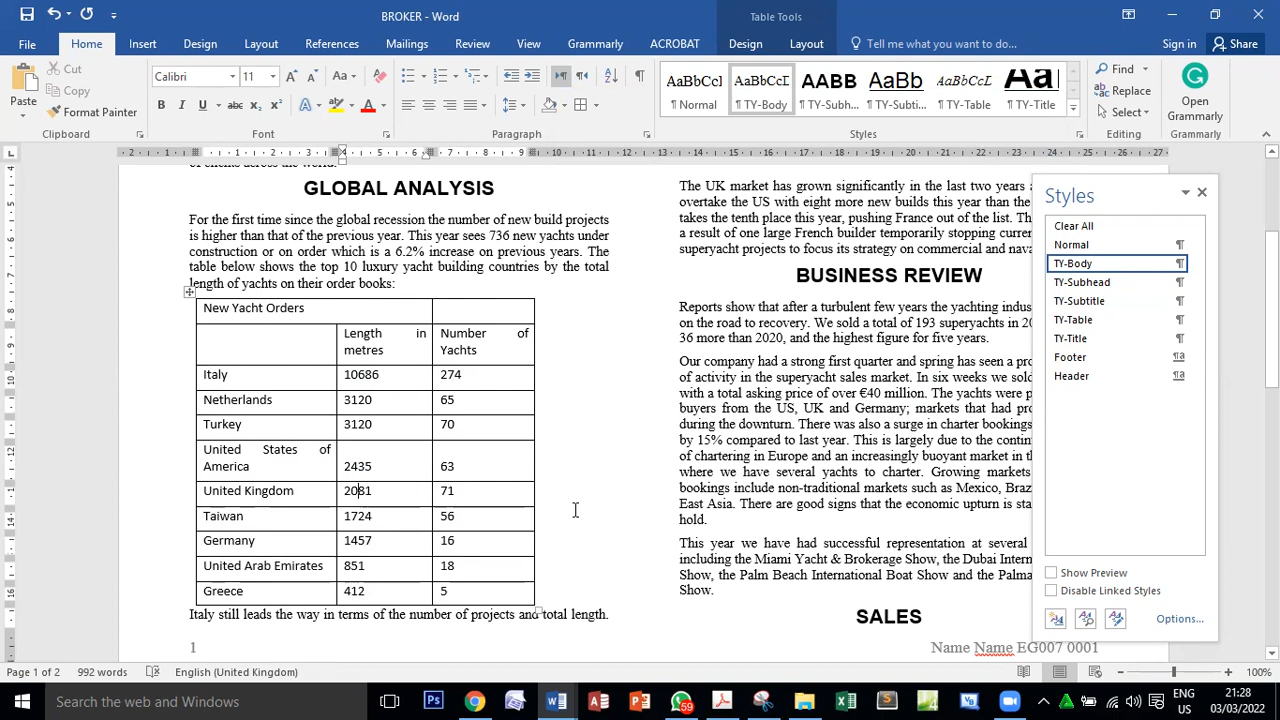 BROKER - Word
Table Tools
File
Home
Insert
Design
Layout
References
Mailings
Review
View
Grammarly
ACROBAT
Design
Layout
Tell me what you want to do...
Sign in
Share
Paste
Cut
Copy
Format Painter
Clipboard
Calibri
11
Font
Paragraph
AaBbCcl
¶ Normal
AaBbCcL
¶ TY-Body
AABB
¶ TY-Subh...
AaBb
¶ TY-Subti...
AaBbCcL
¶ TY-Table
AaBb
¶ TY-Title
Styles
Find
Replace
Select
Editing
Open
Grammarly
Grammarly
of clients across the world.
GLOBAL ANALYSIS
For the first time since the global recession the number of new build projects
is higher than that of the previous year. This year sees 736 new yachts under
construction or on order which is a 6.2% increase on previous years. The
table below shows the top 10 luxury yacht building countries by the total
length of yachts on their order books:
New Yacht Orders
Length in metres
Number of Yachts
Italy 10686 274
Netherlands 3120 65
Turkey 3120 70
United States of America 2435 63
United Kingdom 2081 71
Taiwan 1724 56
Germany 1457 16
United Arab Emirates 851 18
Greece 412 5
Italy still leads the way in terms of the number of projects and total length.
1
The UK market has grown significantly in the last two years
overtake the US with eight more new builds this year than the
takes the tenth place this year, pushing France out of the list. Th
a result of one large French builder temporarily stopping curren
superyacht projects to focus its strategy on commercial and nava
BUSINESS REVIEW
Reports show that after a turbulent few years the yachting indus
on the road to recovery. We sold a total of 193 superyachts in 20
36 more than 2020, and the highest figure for five years.
Our company had a strong first quarter and spring has seen a pro
of activity in the superyacht sales market. In six weeks we sold
with a total asking price of over €40 million. The yachts were p
buyers from the US, UK and Germany; markets that had pro
during the downturn. There was also a surge in charter bookings
by 15% compared to last year. This is largely due to the contin
of chartering in Europe and an increasingly buoyant market in th
where we have several yachts to charter. Growing markets
bookings include non-traditional markets such as Mexico, Braz
East Asia. There are good signs that the economic upturn is sta
hold.
This year we have had successful representation at several
including the Miami Yacht & Brokerage Show, the Dubai Intern
Show, the Palm Beach International Boat Show and the Palma
Show.
SALES
Name Name EG007 0001
Styles
Clear All
Normal
TY-Body
TY-Subhead
TY-Subtitle
TY-Table
TY-Title
Footer
Header
Show Preview
Disable Linked Styles
Options...
Page 1 of 2
992 words
English (United Kingdom)
100%
Search the web and Windows
59
ENG
US
21:28
03/03/2022